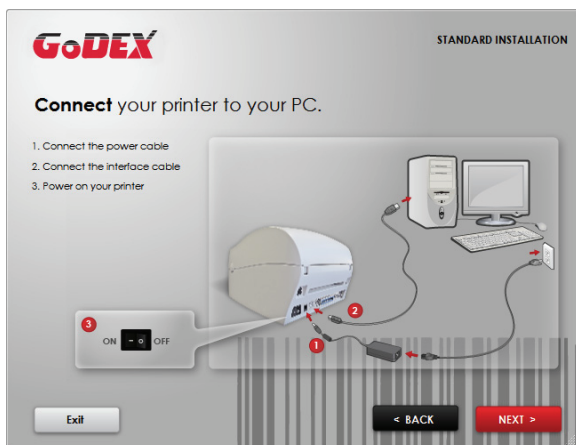 GoDEX
STANDARD INSTALLATION
Connect your printer to your PC.
1. Connect the power cable
2. Connect the interface cable
3. Power on your printer
2
3
ON - o OFF
1
Exit
< BACK
NEXT >